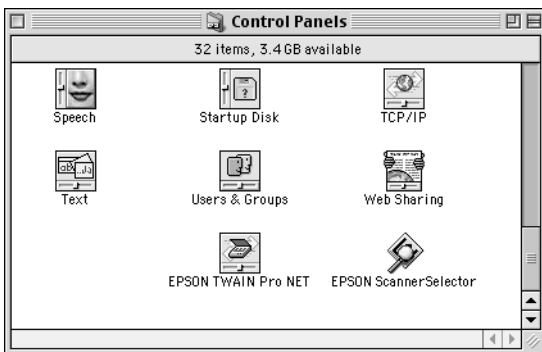 Control Panels
32 items, 3.4 GB available
Speech
Startup Disk
TCP/IP
Text
Users & Groups
Web Sharing
EPSON TWAIN Pro NET
EPSON ScannerSelector